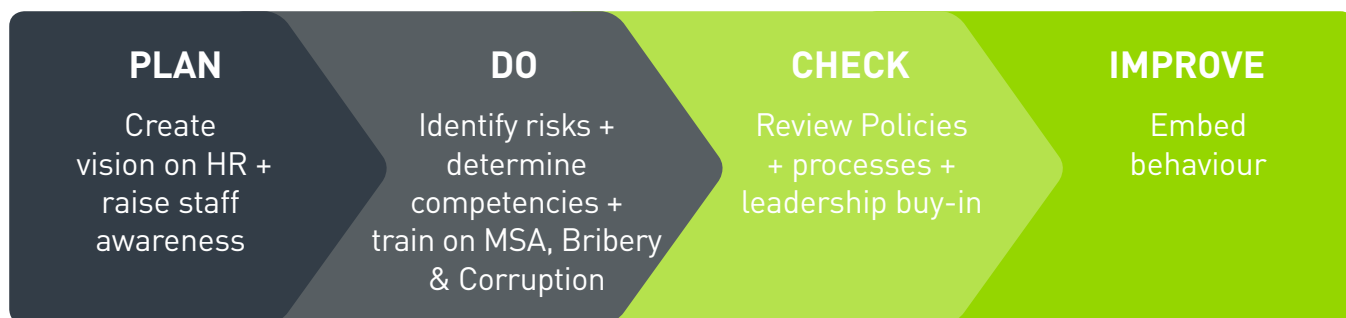 PLAN
Create
vision on HR +
raise staff
awareness
DO
Identify risks +
determine
competencies +
train on MSA, Bribery
& Corruption
CHECK
Review Policies
+ processes +
leadership buy-in
IMPROVE
Embed
behaviour